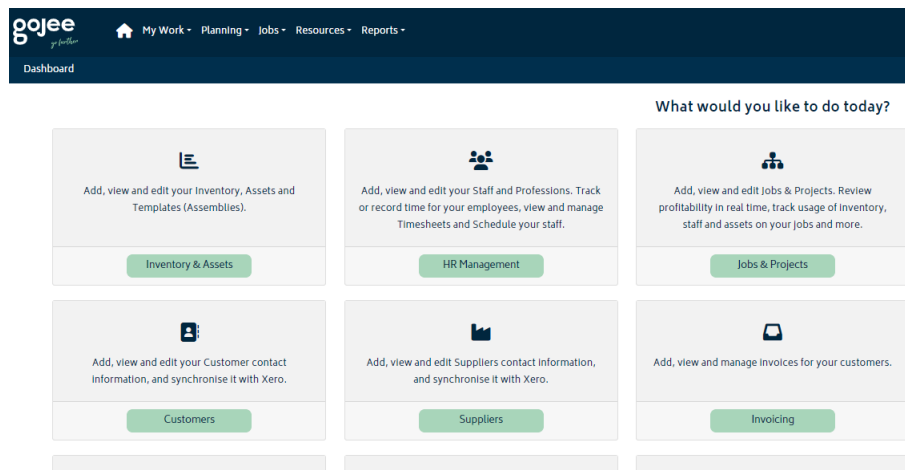 gojee
go further
My Work
Planning
Jobs
Resources
Reports
Dashboard
What would you like to do today?
Add, view and edit your Inventory, Assets and
Templates (Assemblies).
Inventory & Assets
Add, view and edit your Staff and Professions. Track
or record time for your employees, view and manage
Timesheets and Schedule your staff.
HR Management
Add, view and edit Jobs & Projects. Review
profitability in real time, track usage of inventory,
staff and assets on your jobs and more.
Jobs & Projects
Add, view and edit your Customer contact
information, and synchronise it with Xero.
Customers
Add, view and edit Suppliers contact information,
and synchronise it with Xero.
Suppliers
Add, view and manage invoices for your customers.
Invoicing